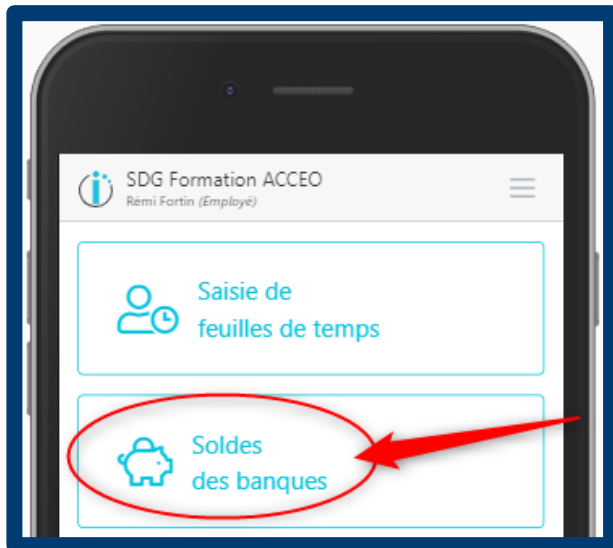 SDG Formation ACCEO
Rémi Fortin (Employé)
Saisie de
feuilles de temps
Soldes
des banques